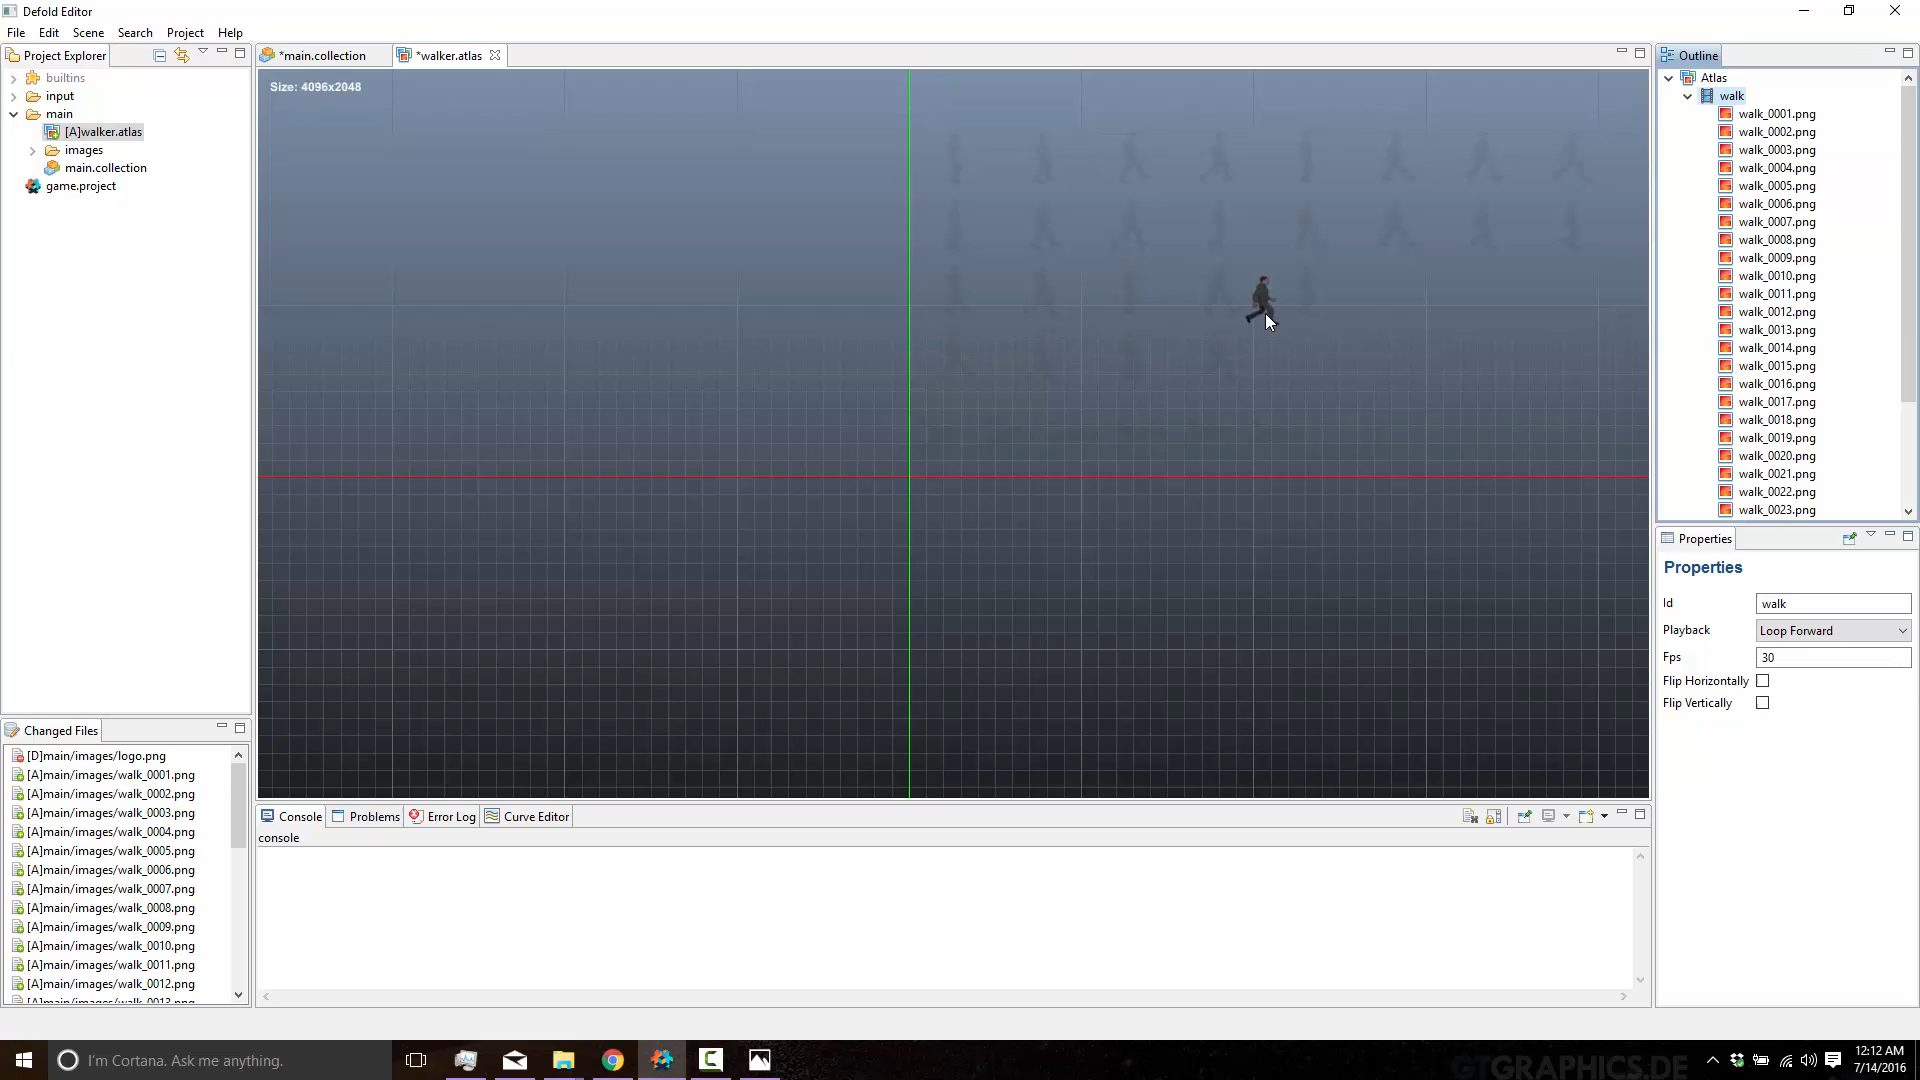 Defold Editor
File Edit Scene Search Project Help
Project Explorer
builtins
input
main
[A]walker.atlas
images
main.collection
game.project
*main.collection
*walker.atlas
Size: 4096x2048
Outline
Atlas
walk
walk_0001.png
walk_0002.png
walk_0003.png
walk_0004.png
walk_0005.png
walk_0006.png
walk_0007.png
walk_0008.png
walk_0009.png
walk_0010.png
walk_0011.png
walk_0012.png
walk_0013.png
walk_0014.png
walk_0015.png
walk_0016.png
walk_0017.png
walk_0018.png
walk_0019.png
walk_0020.png
walk_0021.png
walk_0022.png
walk_0023.png
Properties
Properties
Id walk
Playback Loop Forward
Fps 30
Flip Horizontally
Flip Vertically
Changed Files
[D]main/images/logo.png
[A]main/images/walk_0001.png
[A]main/images/walk_0002.png
[A]main/images/walk_0003.png
[A]main/images/walk_0004.png
[A]main/images/walk_0005.png
[A]main/images/walk_0006.png
[A]main/images/walk_0007.png
[A]main/images/walk_0008.png
[A]main/images/walk_0009.png
[A]main/images/walk_0010.png
[A]main/images/walk_0011.png
[A]main/images/walk_0012.png
[A]main/images/walk_0013.png
Console Problems Error Log Curve Editor
console
I'm Cortana. Ask me anything.
GTGRAPHICS.DE
12:12 AM
7/14/2016